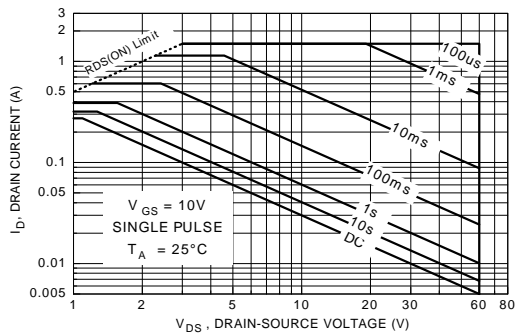 3
2
1
0.5
0.1
0.05
0.01
0.005
I D, DRAIN CURRENT (A)
RDS(ON) Limit
100us
1ms
10ms
100ms
1s
10s
DC
V GS = 10V
SINGLE PULSE
T A = 25°C
1 2 5 10 20 30 60 80
V DS , DRAIN-SOURCE VOLTAGE (V)